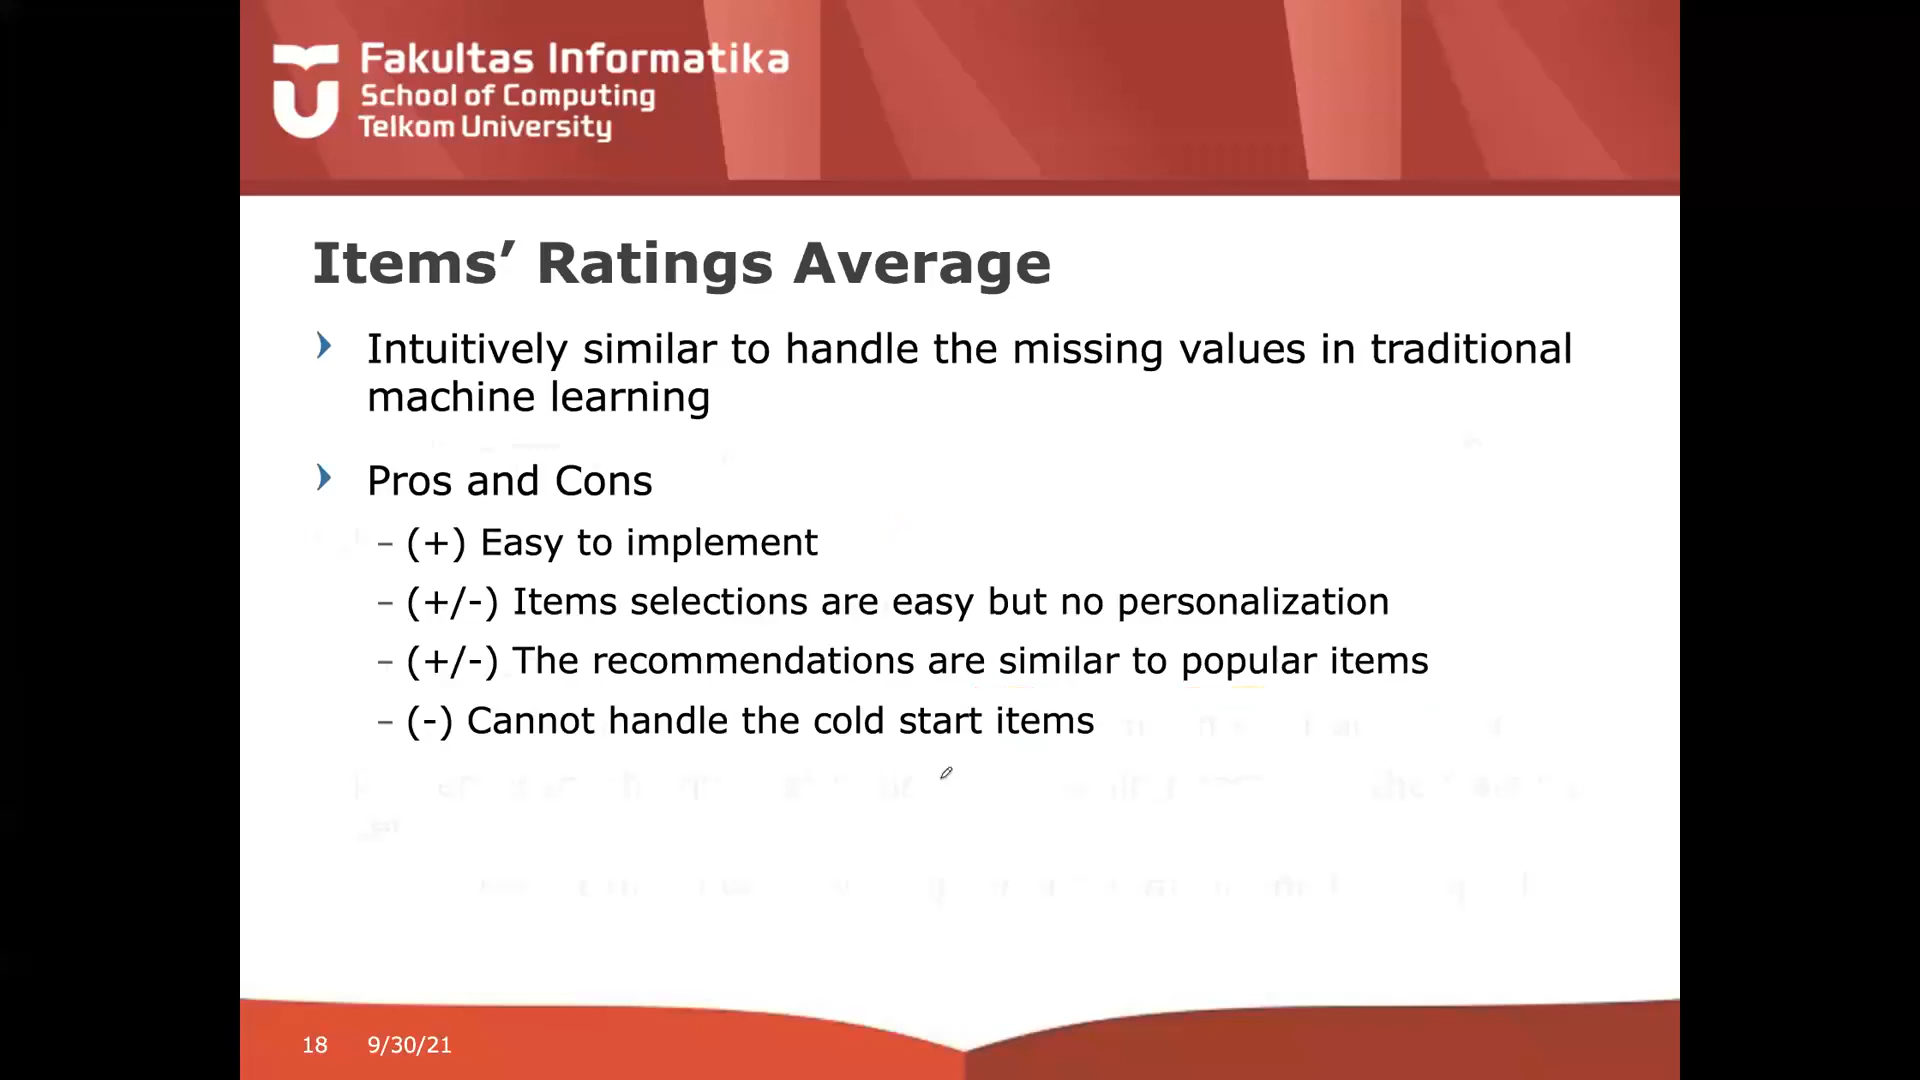 Fakultas Informatika
School of Computing
Telkom University
Items’ Ratings Average
Intuitively similar to handle the missing values in traditional
machine learning
Pros and Cons
– (+) Easy to implement
– (+/-) Items selections are easy but no personalization
– (+/-) The recommendations are similar to popular items
– (-) Cannot handle the cold start items
18 9/30/21